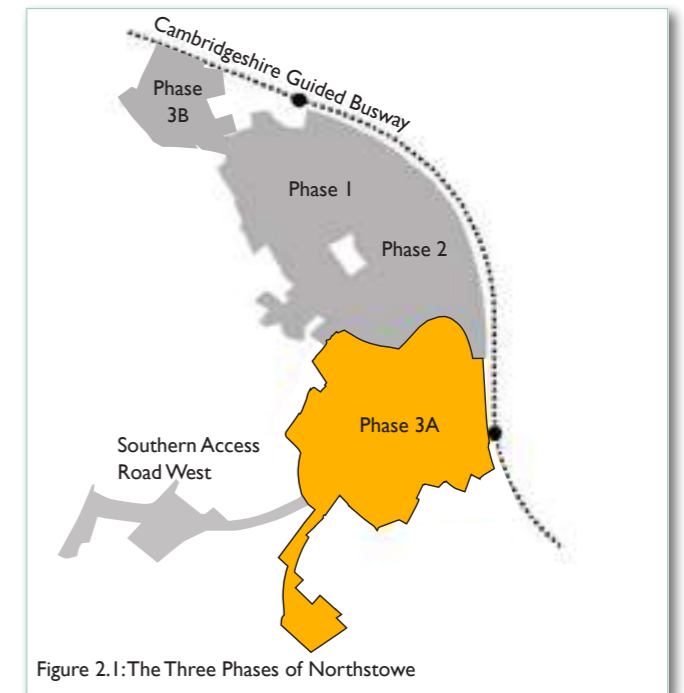 Cambridgeshire Guided Busway
Phase
3B
Phase 1
Phase 2
Phase 3A
Southern Access
Road West
Figure 2.1: The Three Phases of Northstowe